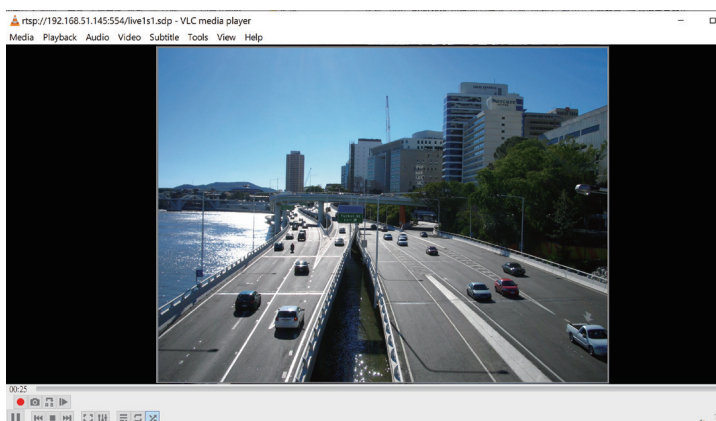 rtsp://192.168.51.145:554/live1s1.sdp - VLC media player
Media Playback Audio Video Subtitle Tools View Help
Mercure
00:25